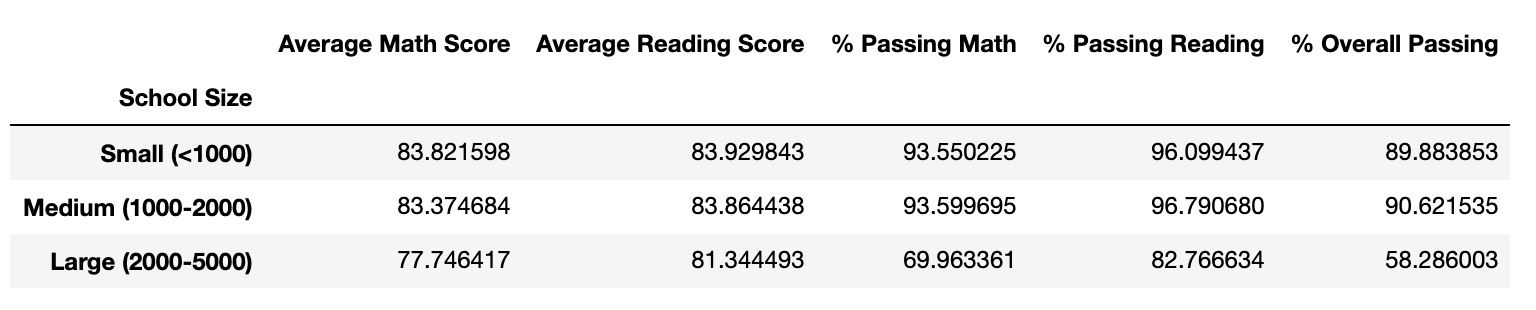 Average Math Score Average Reading Score % Passing Math % Passing Reading % Overall Passing
School Size
Small (<1000) 83.821598 83.929843 93.550225 96.099437 89.883853
Medium (1000-2000) 83.374684 83.864438 93.599695 96.790680 90.621535
Large (2000-5000) 77.746417 81.344493 69.963361 82.766634 58.286003